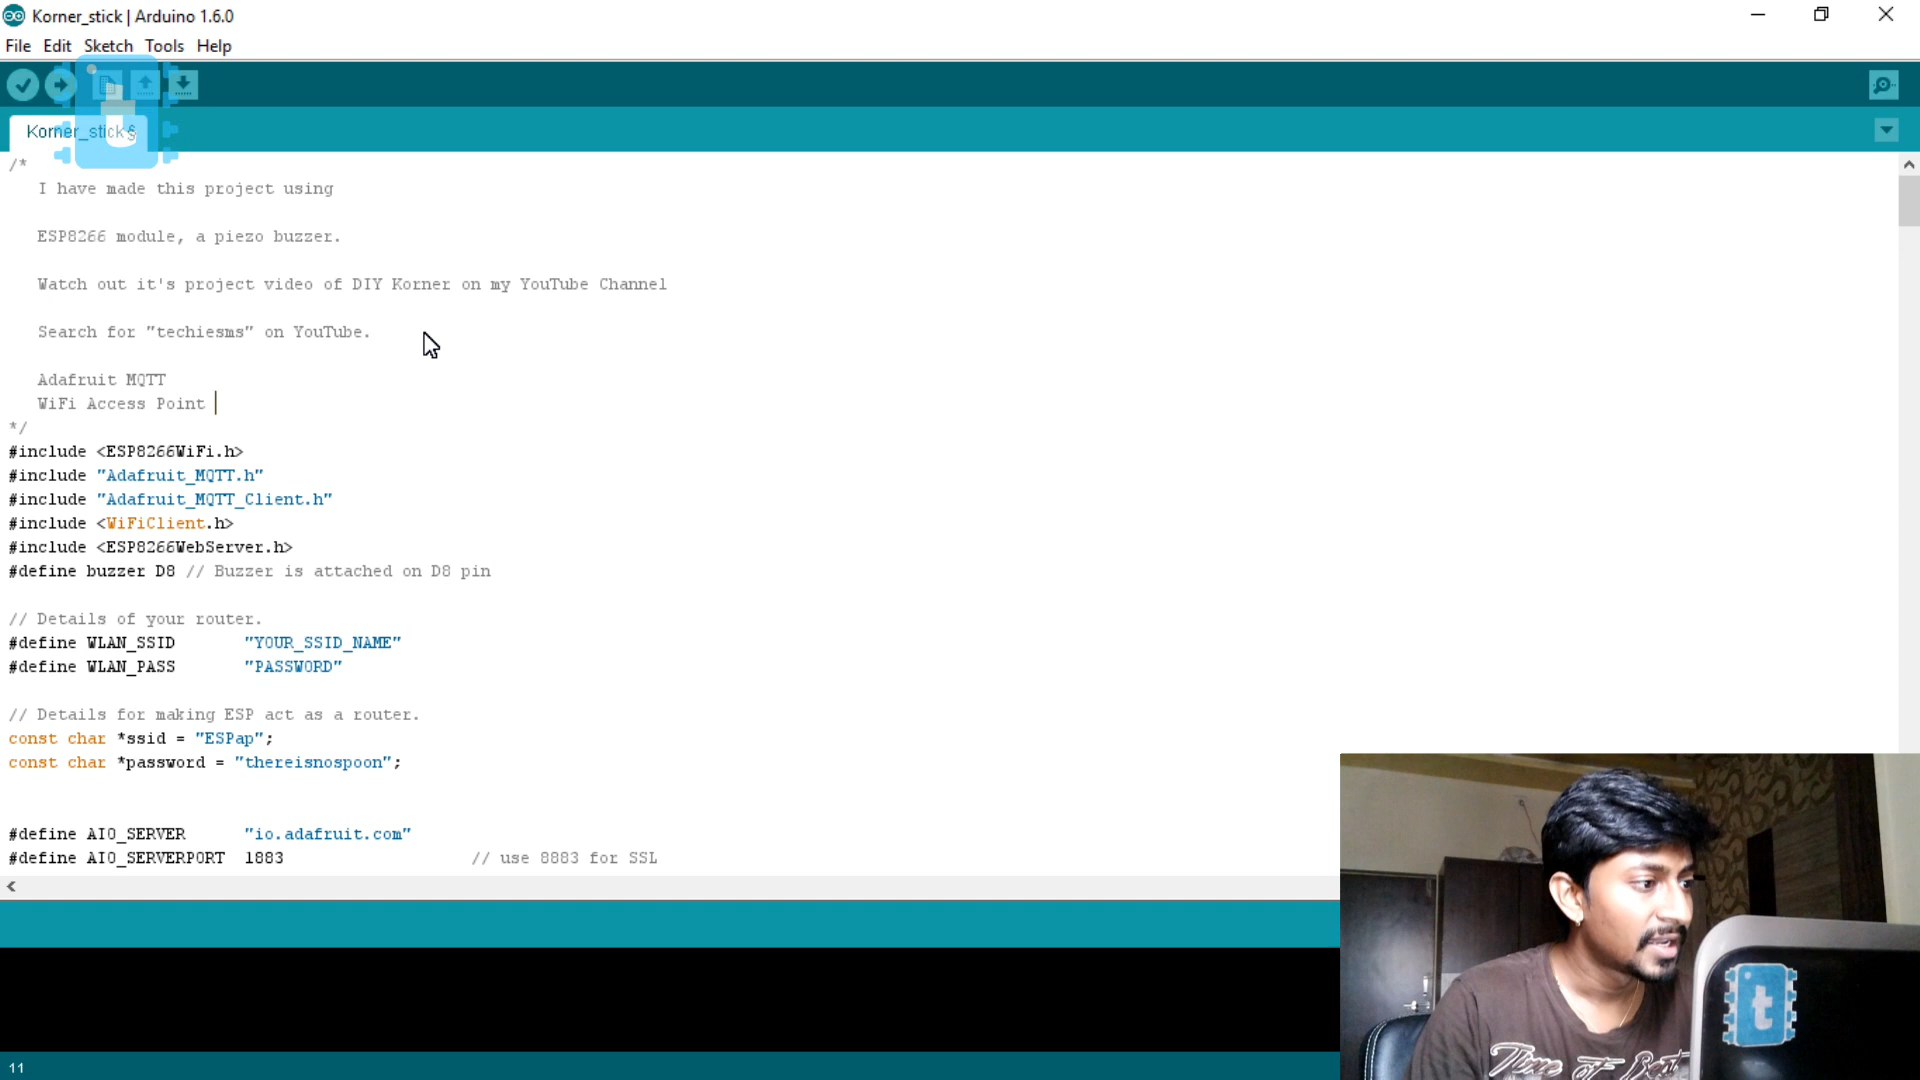 Korner_stick | Arduino 1.6.0
File Edit Sketch Tools Help
Korner_stick§
/*
I have made this project using
ESP8266 module, a piezo buzzer.
Watch out it's project video of DIY Korner on my YouTube Channel
Search for "techiesms" on YouTube.
Adafruit MQTT
WiFi Access Point
*/
#include <ESP8266WiFi.h>
#include "Adafruit_MQTT.h"
#include "Adafruit_MQTT_Client.h"
#include <WiFiClient.h>
#include <ESP8266WebServer.h>
#define buzzer D8 // Buzzer is attached on D8 pin
// Details of your router.
#define WLAN_SSID "YOUR_SSID_NAME"
#define WLAN_PASS "PASSWORD"
// Details for making ESP act as a router.
const char *ssid = "ESPap";
const char *password = "thereisnospoon";
#define AIO_SERVER "io.adafruit.com"
#define AIO_SERVERPORT 1883 // use 8883 for SSL
11
t
Time of Best